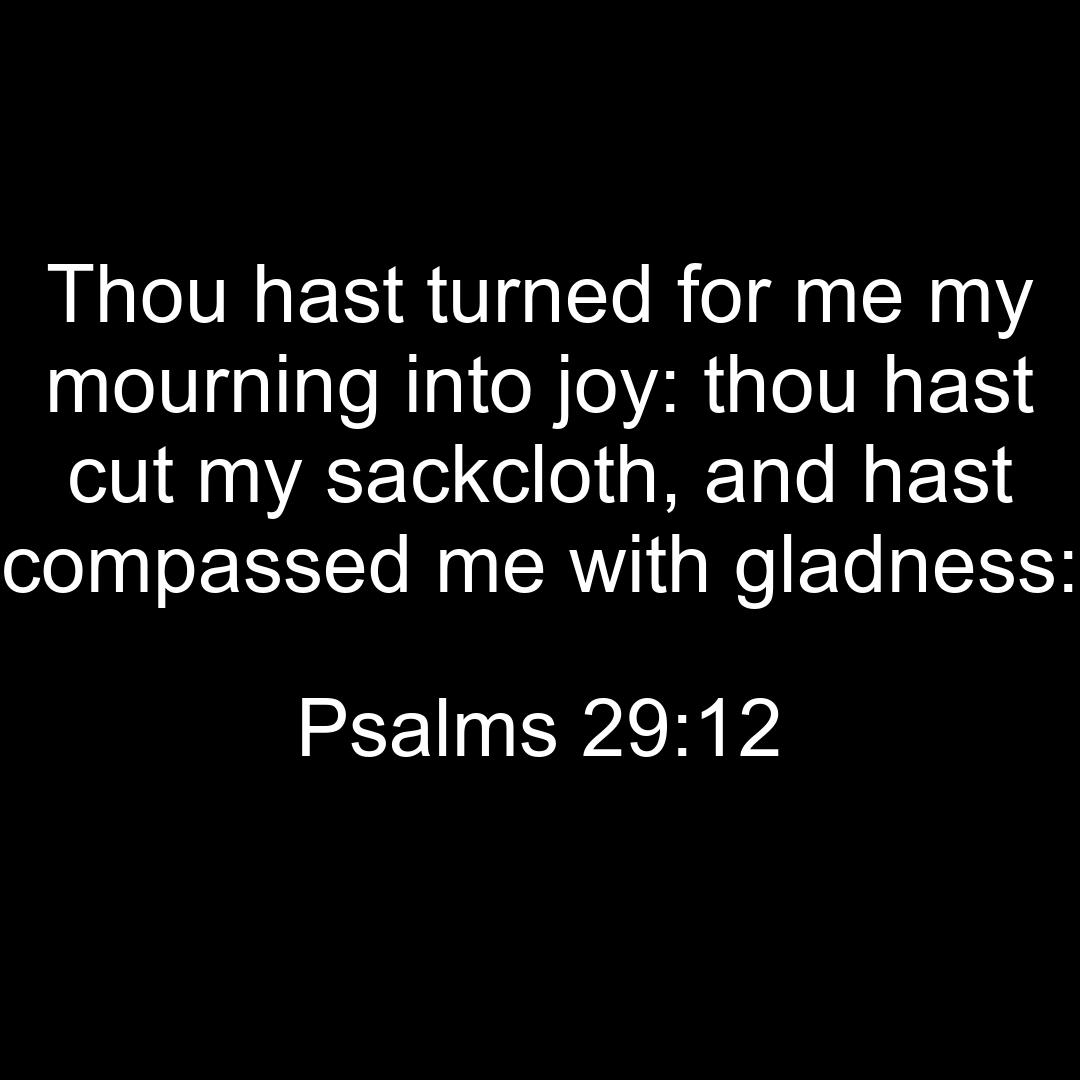 Thou hast turned for me my
mourning into joy: thou hast
cut my sackcloth, and hast
compassed me with gladness:
Psalms 29:12